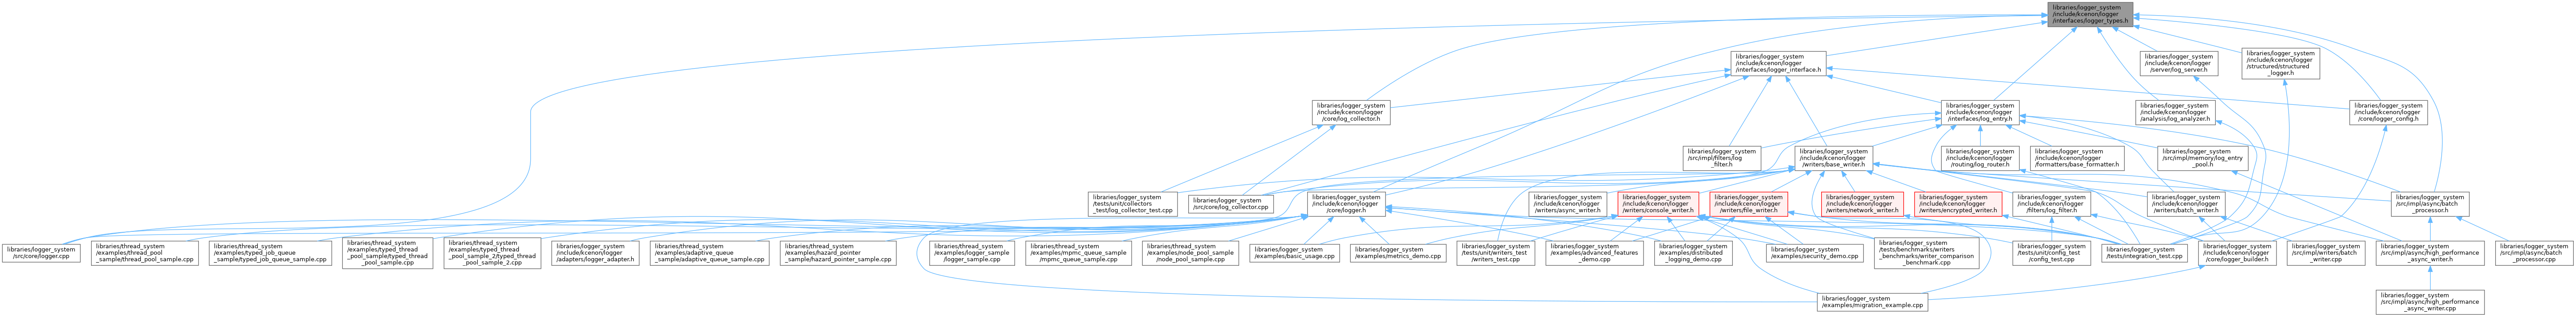 libraries/logger_system
/include/kcenon/logger
/interfaces/logger_types.h
libraries/logger_system
/include/kcenon/logger
/interfaces/logger_interface.h
libraries/logger_system
/include/kcenon/logger
/server/log_server.h
libraries/logger_system
/include/kcenon/logger
/structured/structured
_logger.h
libraries/logger_system
/include/kcenon/logger
/core/log_collector.h
libraries/logger_system
/include/kcenon/logger
/interfaces/log_entry.h
libraries/logger_system
/include/kcenon/logger
/analysis/log_analyzer.h
libraries/logger_system
/include/kcenon/logger
/core/logger_config.h
libraries/logger_system
/src/impl/filters/log
_filter.h
libraries/logger_system
/include/kcenon/logger
/writers/base_writer.h
libraries/logger_system
/include/kcenon/logger
/routing/log_router.h
libraries/logger_system
/include/kcenon/logger
/formatters/base_formatter.h
libraries/logger_system
/src/impl/memory/log_entry
_pool.h
libraries/logger_system
/tests/unit/collectors
_test/log_collector_test.cpp
libraries/logger_system
/src/core/log_collector.cpp
libraries/logger_system
/include/kcenon/logger
/core/logger.h
libraries/logger_system
/include/kcenon/logger
/writers/async_writer.h
libraries/logger_system
/include/kcenon/logger
/writers/console_writer.h
libraries/logger_system
/include/kcenon/logger
/writers/file_writer.h
libraries/logger_system
/include/kcenon/logger
/writers/network_writer.h
libraries/logger_system
/include/kcenon/logger
/writers/encrypted_writer.h
libraries/logger_system
/include/kcenon/logger
/filters/log_filter.h
libraries/logger_system
/include/kcenon/logger
/writers/batch_writer.h
libraries/logger_system
/src/impl/async/batch
_processor.h
libraries/logger_system
/src/core/logger.cpp
libraries/thread_system
/examples/thread_pool
_sample/thread_pool_sample.cpp
libraries/thread_system
/examples/typed_job_queue
_sample/typed_job_queue_sample.cpp
libraries/thread_system
/examples/typed_thread
_pool_sample/typed_thread
_pool_sample.cpp
libraries/thread_system
/examples/typed_thread
_pool_sample_2/typed_thread
_pool_sample_2.cpp
libraries/logger_system
/include/kcenon/logger
/adapters/logger_adapter.h
libraries/thread_system
/examples/adaptive_queue
_sample/adaptive_queue_sample.cpp
libraries/thread_system
/examples/hazard_pointer
_sample/hazard_pointer_sample.cpp
libraries/thread_system
/examples/logger_sample
/logger_sample.cpp
libraries/thread_system
/examples/mpmc_queue_sample
/mpmc_queue_sample.cpp
libraries/thread_system
/examples/node_pool_sample
/node_pool_sample.cpp
libraries/logger_system
/examples/basic_usage.cpp
libraries/logger_system
/examples/metrics_demo.cpp
libraries/logger_system
/tests/unit/writers_test
/writers_test.cpp
libraries/logger_system
/examples/advanced_features
_demo.cpp
libraries/logger_system
/examples/distributed
_logging_demo.cpp
libraries/logger_system
/examples/security_demo.cpp
libraries/logger_system
/tests/benchmarks/writers
_benchmarks/writer_comparison
_benchmark.cpp
libraries/logger_system
/tests/unit/config_test
/config_test.cpp
libraries/logger_system
/tests/integration_test.cpp
libraries/logger_system
/include/kcenon/logger
/core/logger_builder.h
libraries/logger_system
/src/impl/writers/batch
_writer.cpp
libraries/logger_system
/src/impl/async/high_performance
_async_writer.h
libraries/logger_system
/src/impl/async/batch
_processor.cpp
libraries/logger_system
/examples/migration_example.cpp
libraries/logger_system
/src/impl/async/high_performance
_async_writer.cpp